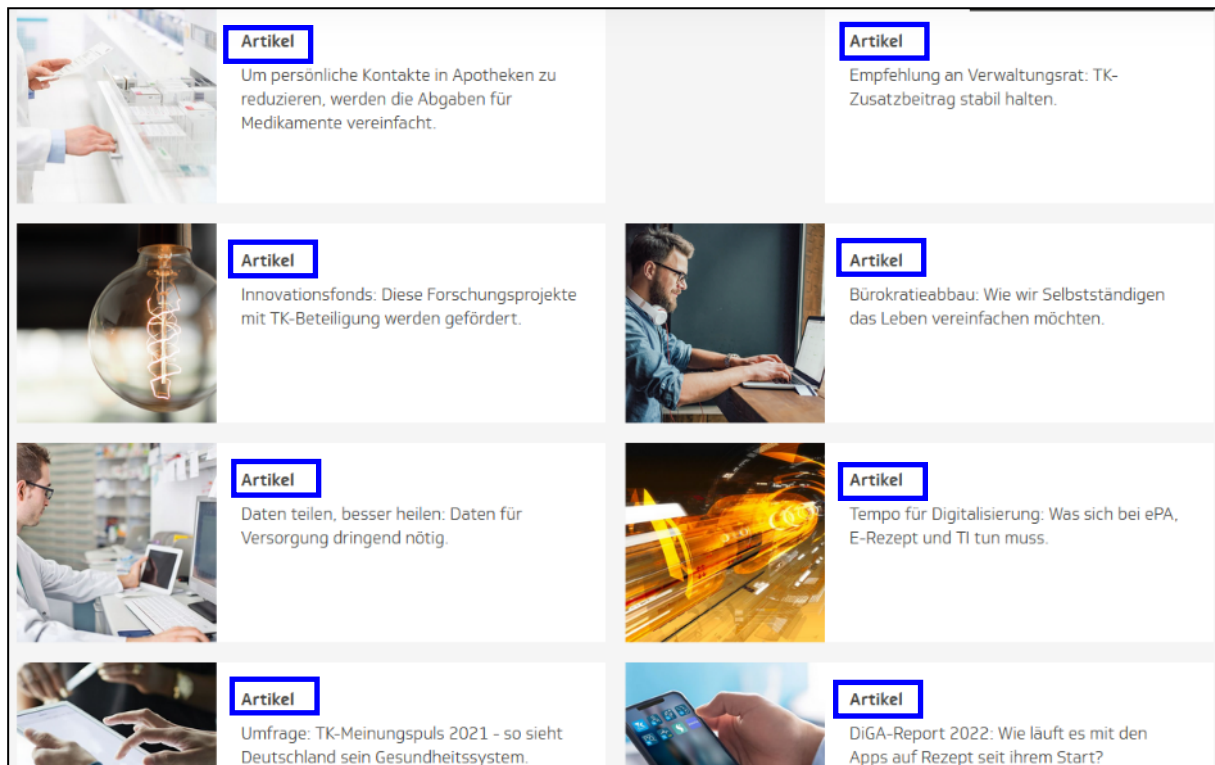 Artikel
Um persönliche Kontakte in Apotheken zu
reduzieren, werden die Abgaben für
Medikamente vereinfacht.
Artikel
Empfehlung an Verwaltungsrat: TK-
Zusatzbeitrag stabil halten.
Artikel
Innovationsfonds: Diese Forschungsprojekte
mit TK-Beteiligung werden gefördert.
Artikel
Bürokratieabbau: Wie wir Selbstständigen
das Leben vereinfachen möchten.
Artikel
Daten teilen, besser heilen: Daten für
Versorgung dringend nötig.
Artikel
Tempo für Digitalisierung: Was sich bei ePA,
E-Rezept und TI tun muss.
Artikel
Umfrage: TK-Meinungspuls 2021 - so sieht
Deutschland sein Gesundheitssystem.
Artikel
DiGA-Report 2022: Wie läuft es mit den
Apps auf Rezept seit ihrem Start?